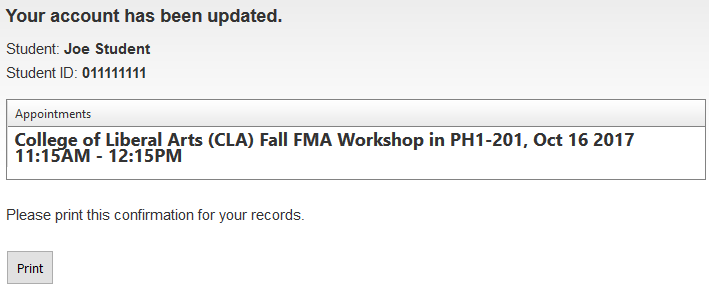 Your account has been updated.
Student: Joe Student
Student ID: 011111111
Appointments
College of Liberal Arts (CLA) Fall FMA Workshop in PH1-201, Oct 16 2017
11:15AM - 12:15PM
Please print this confirmation for your records.
Print